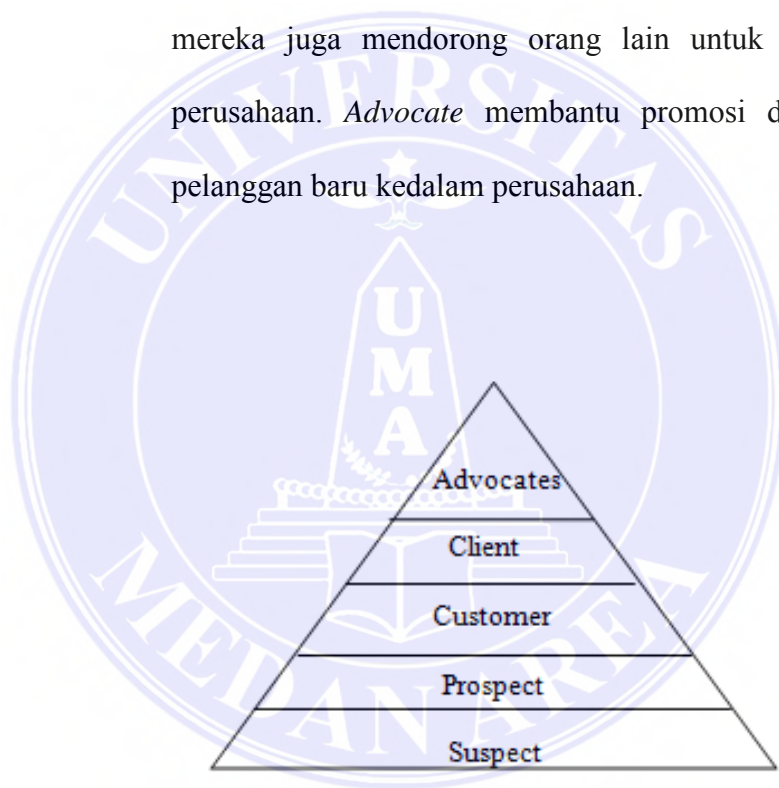 mereka juga mendorong orang lain untuk
perusahaan. Advocate membantu promosi d
pelanggan baru kedalam perusahaan.
UNIVERSITAS
UMA
Advocates
Client
Customer
Prospect
Suspect
MEDAN AREA